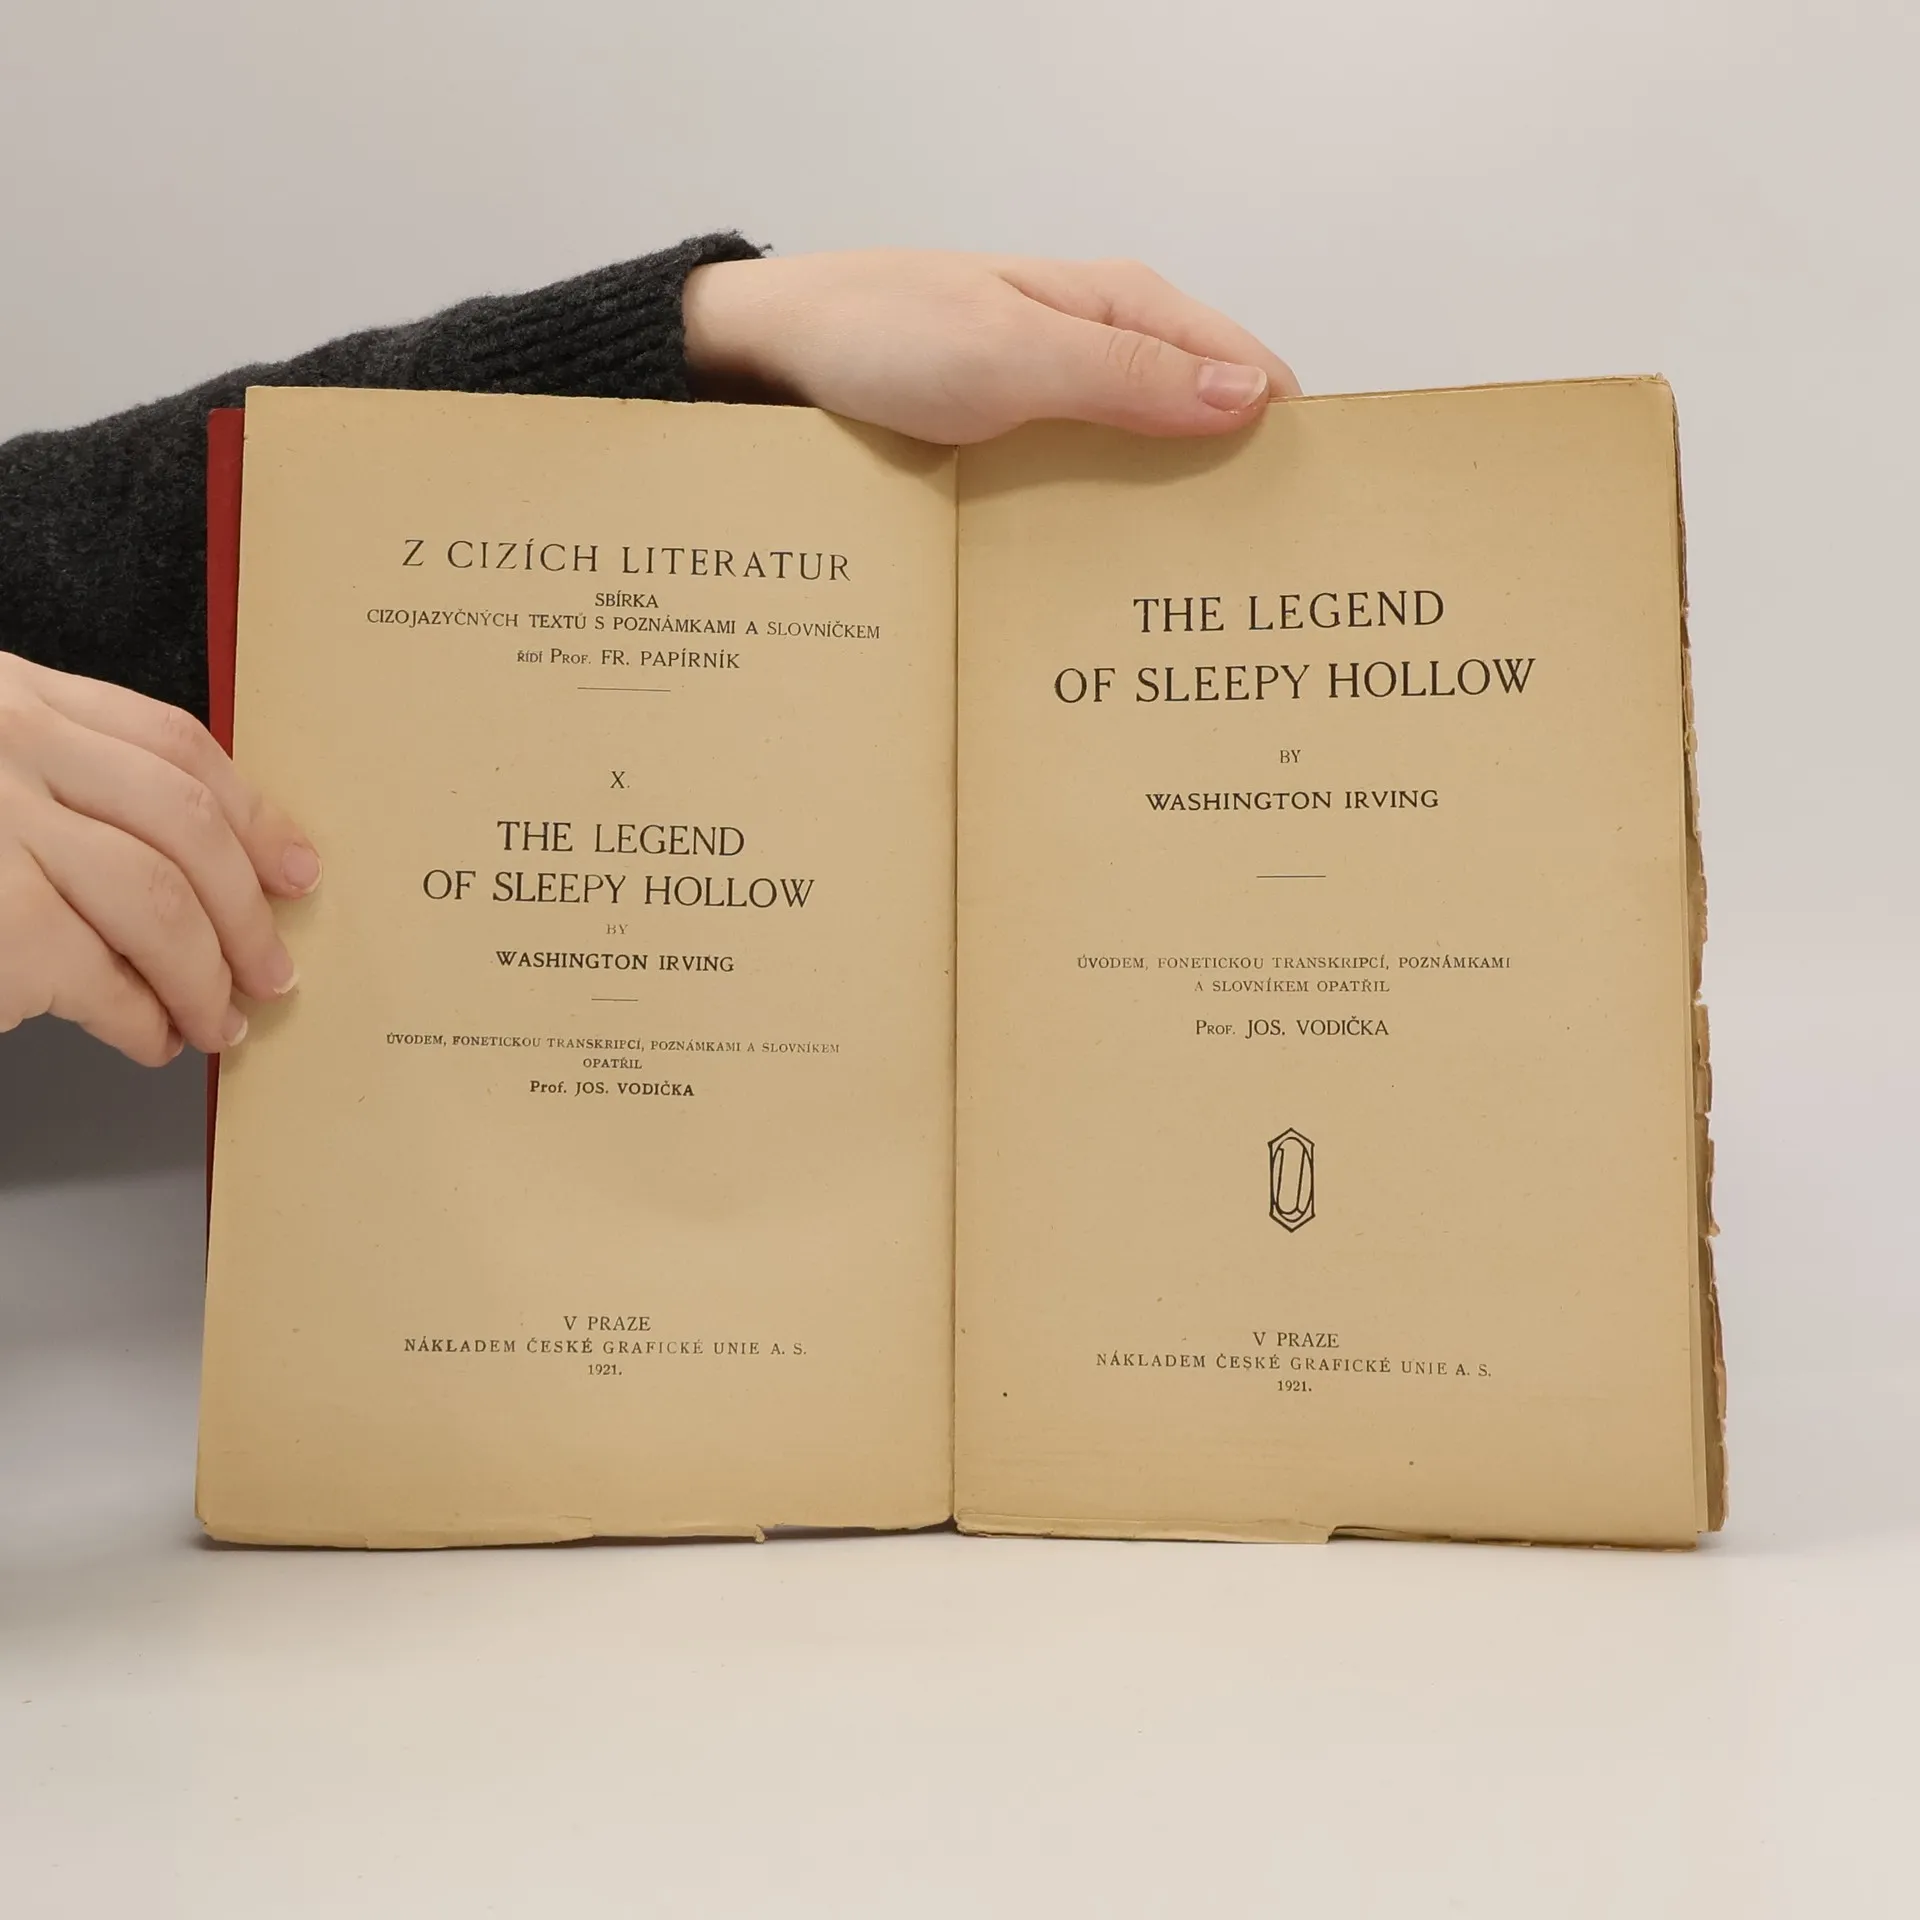 Z CIZÍCH LITERATUR
SBÍRKA
CIZOJAZYČNÝCH TEXTŮ S POZNÁMKAMI A SLOVNÍČKEM
ŘÍDÍ PROF. FR. PAPÍRNÍK
X.
THE LEGEND
OF SLEEPY HOLLOW
BY
WASHINGTON IRVING
ÚVODEM, FONETICKOU TRANSKRIPCÍ, POZNÁMKAMI A SLOVNÍKEM
OPATŘIL
Prof. JOS. VODIČKA
V PRAZE
NÁKLADEM ČESKÉ GRAFICKÉ UNIE A. S.
1921.
THE LEGEND
OF SLEEPY HOLLOW
BY
WASHINGTON IRVING
ÚVODEM, FONETICKOU TRANSKRIPCÍ, POZNÁMKAMI
A SLOVNÍKEM OPATŘIL
PROF. JOS. VODIČKA
V PRAZE
NÁKLADEM ČESKÉ GRAFICKÉ UNIE A. S.
1921.